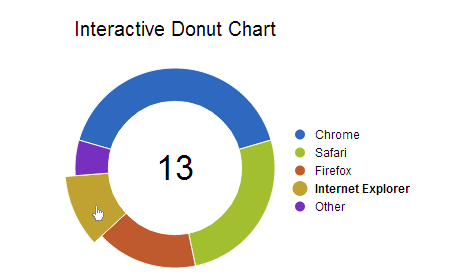 Interactive Donut Chart
13
Chrome
Safari
Firefox
Internet Explorer
Other